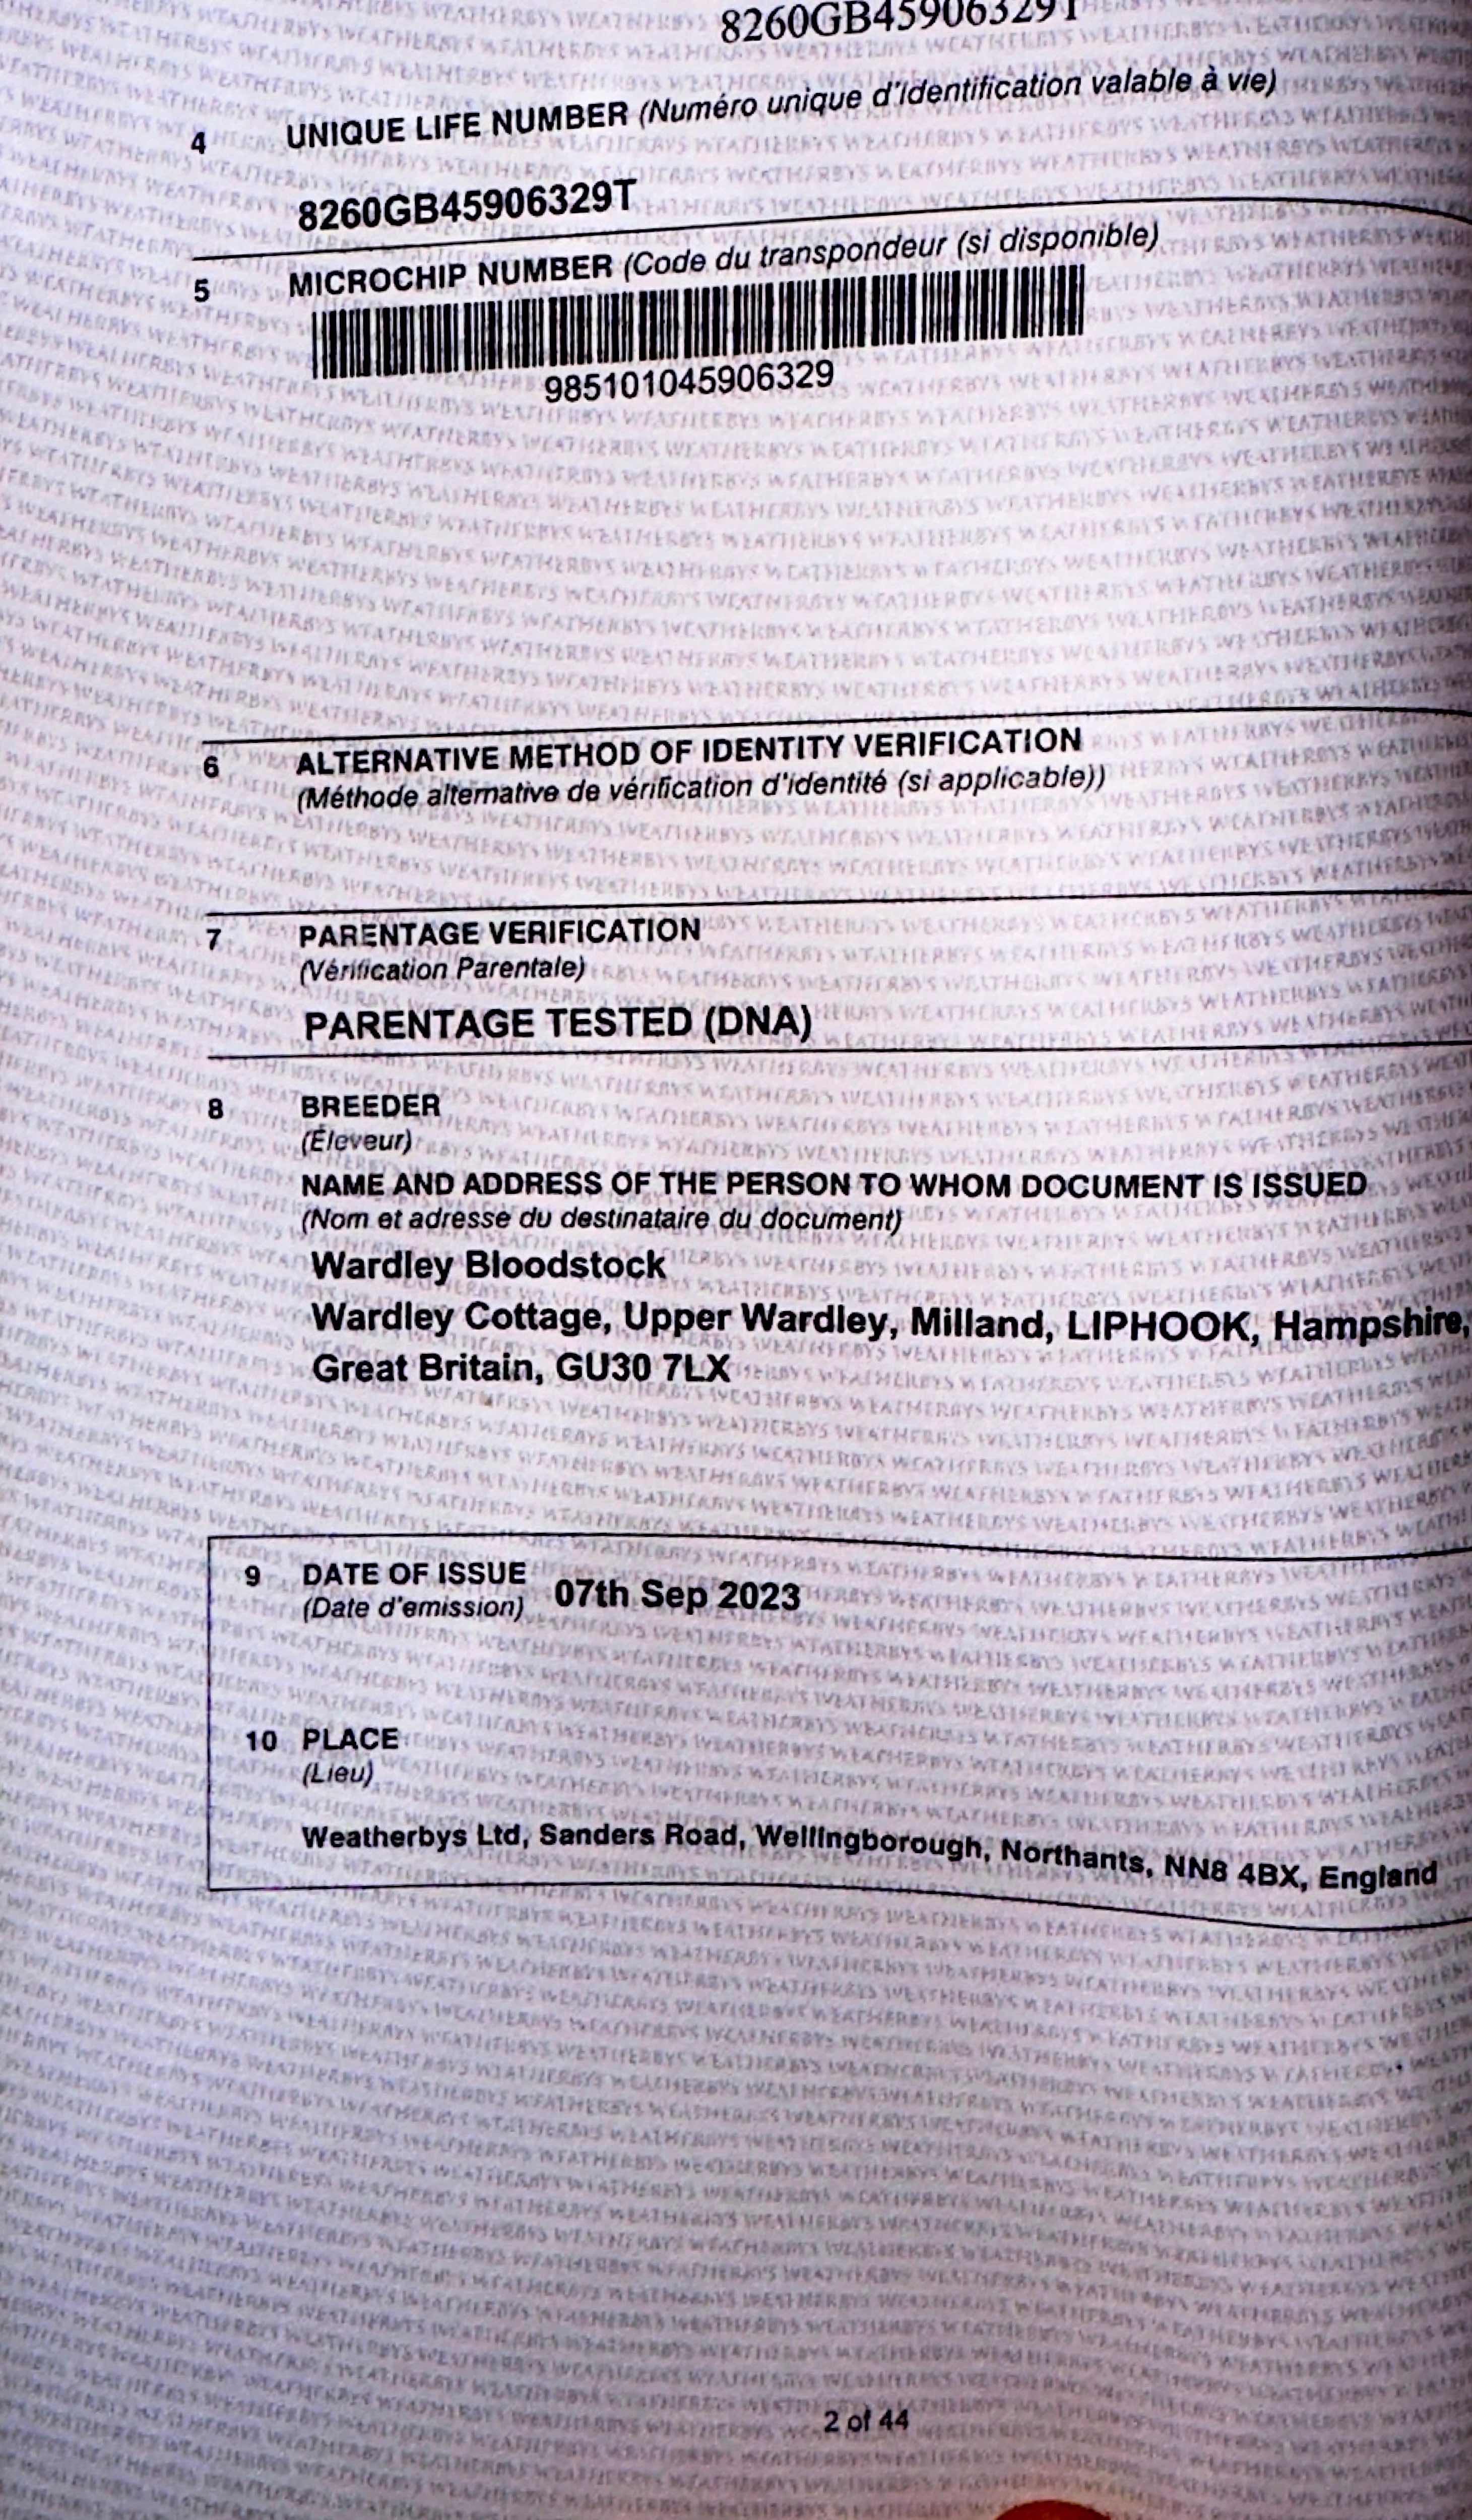 8260GB45906329T
4 UNIQUE LIFE NUMBER (Numéro unique d'identification valable à vie)
8260GB45906329T
5 MICROCHIP NUMBER (Code du transpondeur (si disponible)
985101045906329
6 ALTERNATIVE METHOD OF IDENTITY VERIFICATION
(Méthode alternative de vérification d'identité (si applicable))
7 PARENTAGE VERIFICATION
(Vérification Parentale)
PARENTAGE TESTED (DNA)
8 BREEDER
(Éleveur)
NAME AND ADDRESS OF THE PERSON TO WHOM DOCUMENT IS ISSUED
(Nom et adresse du destinataire du document)
Wardley Bloodstock
Wardley Cottage, Upper Wardley, Milland, LIPHOOK, Hampshire,
Great Britain, GU30 7LX
9 DATE OF ISSUE 07th Sep 2023
(Date d'emission)
10 PLACE
(Lieu)
Weatherbys Ltd, Sanders Road, Wellingborough, Northants, NN8 4BX, England
2 of 44